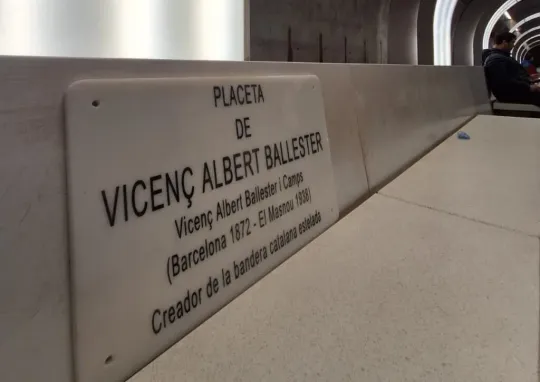 PLACETA
DE
VICENÇ ALBERT BALLESTER
Vicenç Albert Ballester i Camps
(Barcelona 1872 - El Masnou 1938)
Creador de la bandera catalana estelada